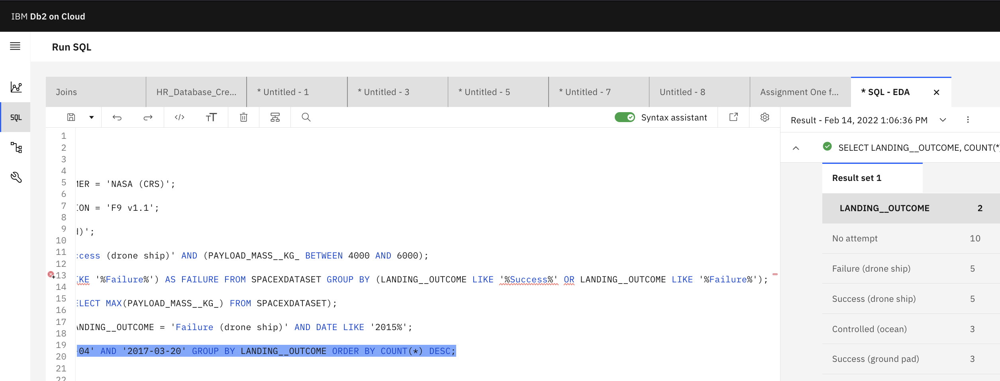 IBM Db2 on Cloud
Run SQL
Joins
HR_Database_Cre...
* Untitled - 1
* Untitled - 3
* Untitled - 5
* Untitled - 7
Untitled - 8
Assignment One f...
* SQL - EDA
SQL
</>
TT
Syntax assistant
Result - Feb 14, 2022 1:06:36 PM
1
2
3
4
5
6
7
8
9
10
11
12
13
14
15
16
17
18
19
20
21
22
MER = 'NASA (CRS)';
ION = 'F9 v1.1';
d)';
ccess (drone ship)' AND (PAYLOAD_MASS__KG_ BETWEEN 4000 AND 6000);
IKE '%Failure%') AS FAILURE FROM SPACEXDATASET GROUP BY (LANDING__OUTCOME LIKE '%Success%' OR LANDING__OUTCOME LIKE '%Failure%');
ELECT MAX(PAYLOAD_MASS__KG_) FROM SPACEXDATASET);
ANDING__OUTCOME = 'Failure (drone ship)' AND DATE LIKE '2015%';
-04' AND '2017-03-20' GROUP BY LANDING__OUTCOME ORDER BY COUNT(*) DESC;
SELECT LANDING__OUTCOME, COUNT(*)
Result set 1
LANDING__OUTCOME 2
No attempt 10
Failure (drone ship) 5
Success (drone ship) 5
Controlled (ocean) 3
Success (ground pad) 3